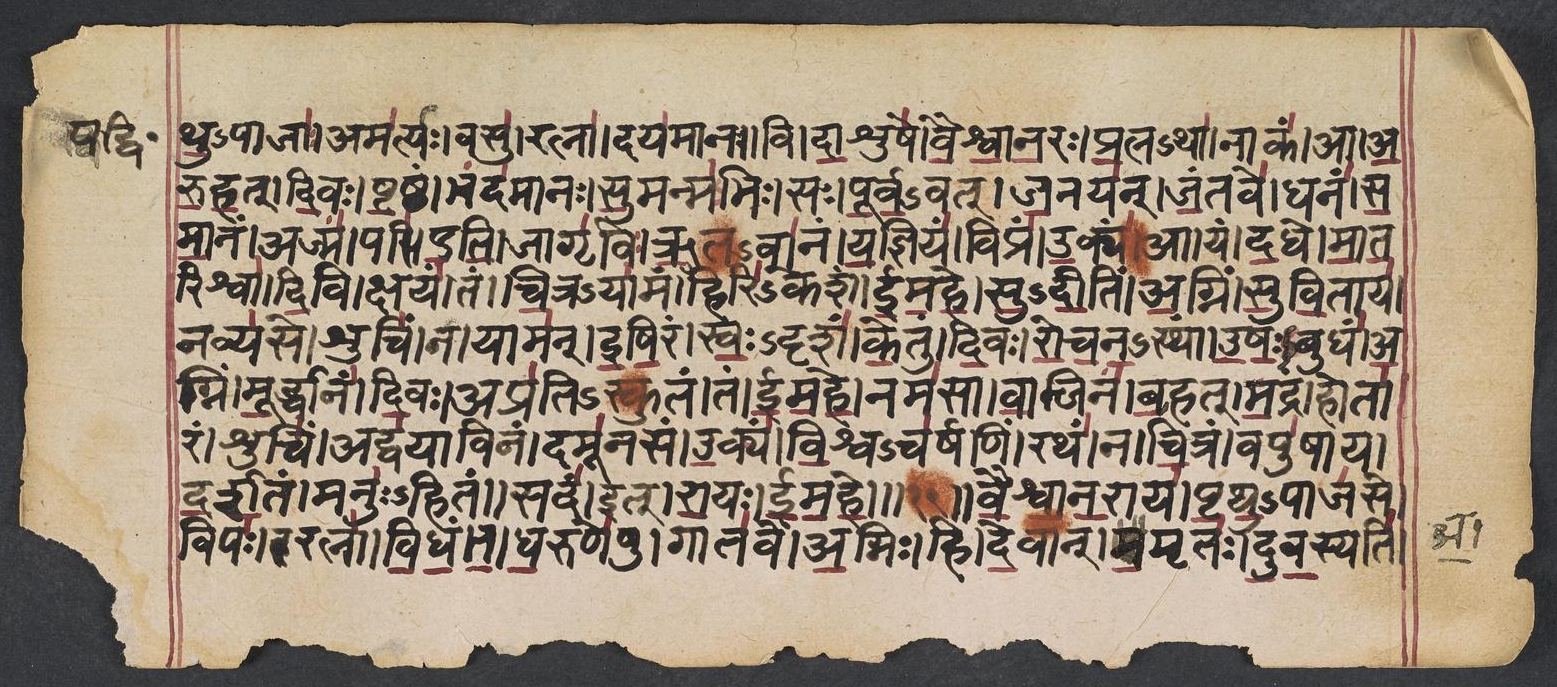 थुऽपाजाः।अमर्त्यः।वसु।रत्ना।दयमानः।वि।दाशुषे।वैश्वानरः।प्रत्नऽथा।नाकं।आ।अ
रुहत्।दिवः।पृष्ठं।भंदमानः।सुमन्मभिः।सः।पूर्वऽवत्।जनयन्।जंतवे।धनं।स
मानं।अज्मं।परि।एति।जागृविः।ऋतऽवानं।यज्ञियं।विप्रं।उक्थ्यं।आ।यं।दधे।मात
रिश्वा।दिवि।क्षयं।तं।चित्रऽयामं।हरिऽकेशं।ईमहे।सुऽदीतिं।अग्निं।सुविताय।
नव्यसे।शुचिं।न।यामन्।इषिरं।स्वःऽदृशं।केतुं।दिवः।रोचनऽस्थां।उषःऽबुधं।अ
ग्निं।मूर्द्धानं।दिवः।अप्रतिऽस्कुतं।तं।ईमहे।नमसा।वाजिनं।बृहत्।मंद्रं।होता
रं।शुचिं।अद्वयाविनं।दमूनसं।उक्थ्यं।विश्वऽचर्षणिं।रथं।न।चित्रं।वपुषाय।
दर्शतं।मनुःऽहितं।सदं।इत्।रायः।ईमहे॥॥वैश्वानराय।पृथुऽपाजसे।
विपः।रत्ना।विधंत।धरुणेषु।गातवे।अग्निः।हि।देवान्।अमृतः।दुवस्यति।